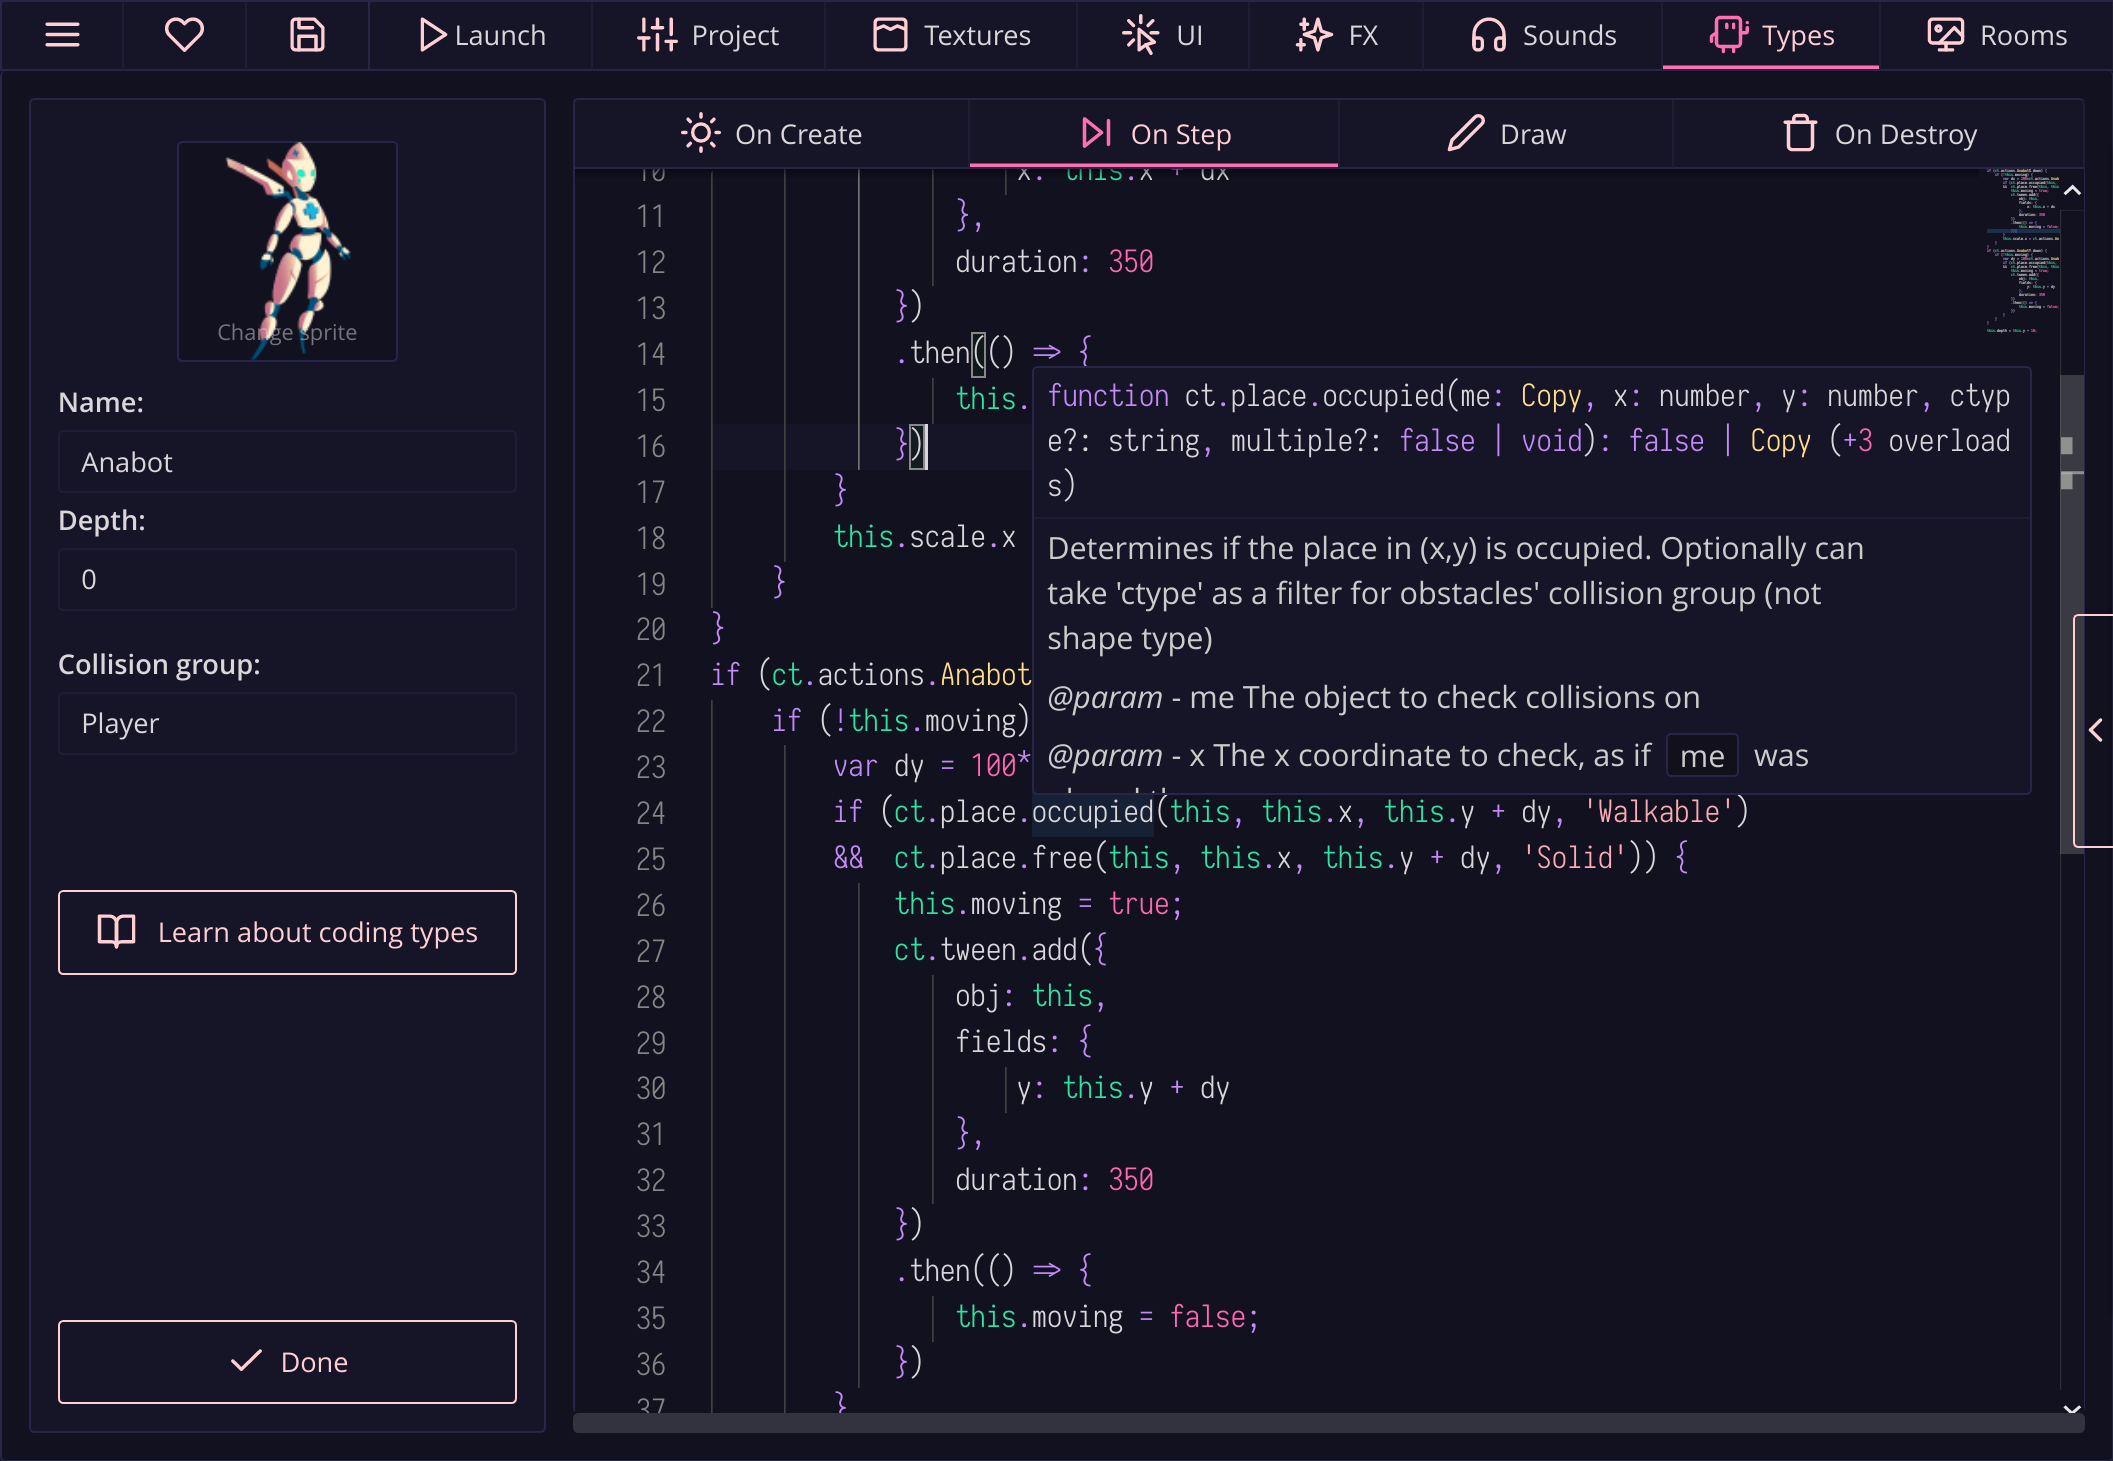 Launch
Project
Textures
UI
FX
Sounds
Types
Rooms
Change sprite
Name:
Anabot
Depth:
0
Collision group:
Player
Learn about coding types
Done
On Create
On Step
Draw
On Destroy
10 x: this.x + dx
11 },
12 duration: 350
13 })
14 .then(() => {
15 this.
16 })
17 }
18 this.scale.x
19 }
20 }
21 if (ct.actions.Anabot
22 if (!this.moving)
23 var dy = 100*
function ct.place.occupied(me: Copy, x: number, y: number, ctyp
e?: string, multiple?: false | void): false | Copy (+3 overload
s)
Determines if the place in (x,y) is occupied. Optionally can
take 'ctype' as a filter for obstacles' collision group (not
shape type)
@param - me The object to check collisions on
@param - x The x coordinate to check, as if me was
24 if (ct.place.occupied(this, this.x, this.y + dy, 'Walkable')
25 && ct.place.free(this, this.x, this.y + dy, 'Solid')) {
26 this.moving = true;
27 ct.tween.add({
28 obj: this,
29 fields: {
30 y: this.y + dy
31 },
32 duration: 350
33 })
34 .then(() => {
35 this.moving = false;
36 })
37 }